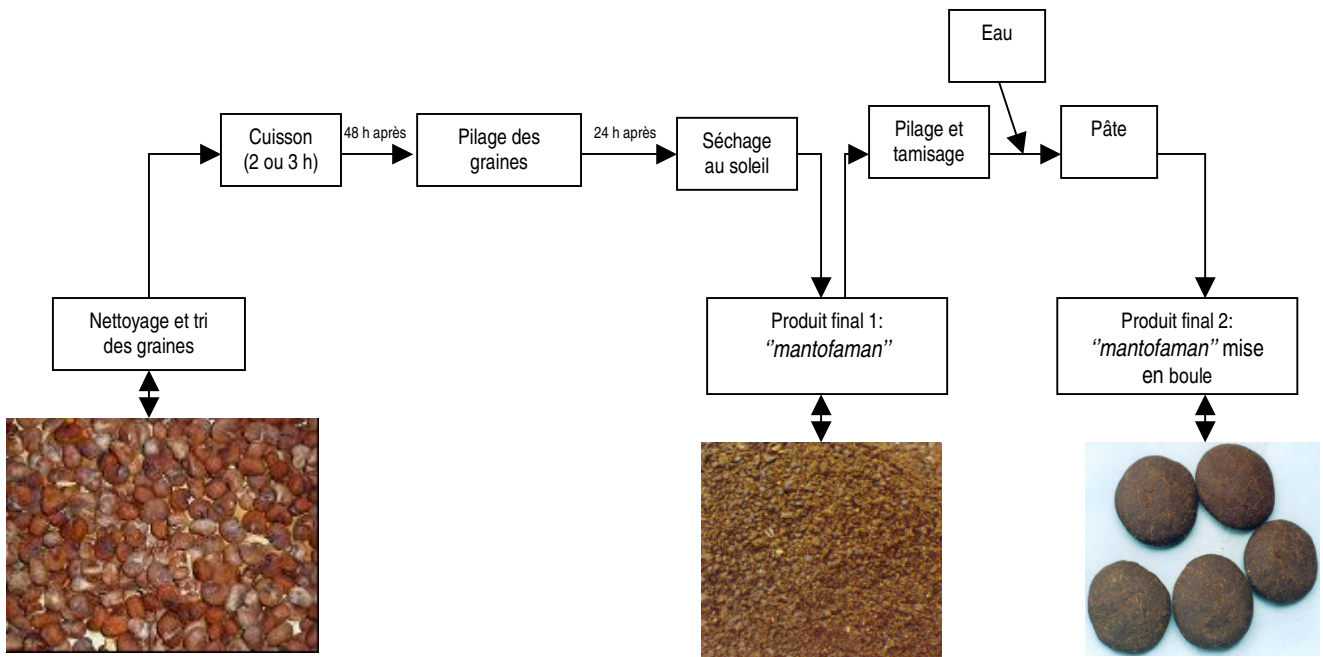 Eau
Cuisson
(2 ou 3 h)
48 h après
Pilage des
graines
24 h après
Séchage
au soleil
Pilage et
tamisage
Pâte
Nettoyage et tri
des graines
Produit final 1:
‘’mantofaman’’
Produit final 2:
‘’mantofaman’’ mise
en boule